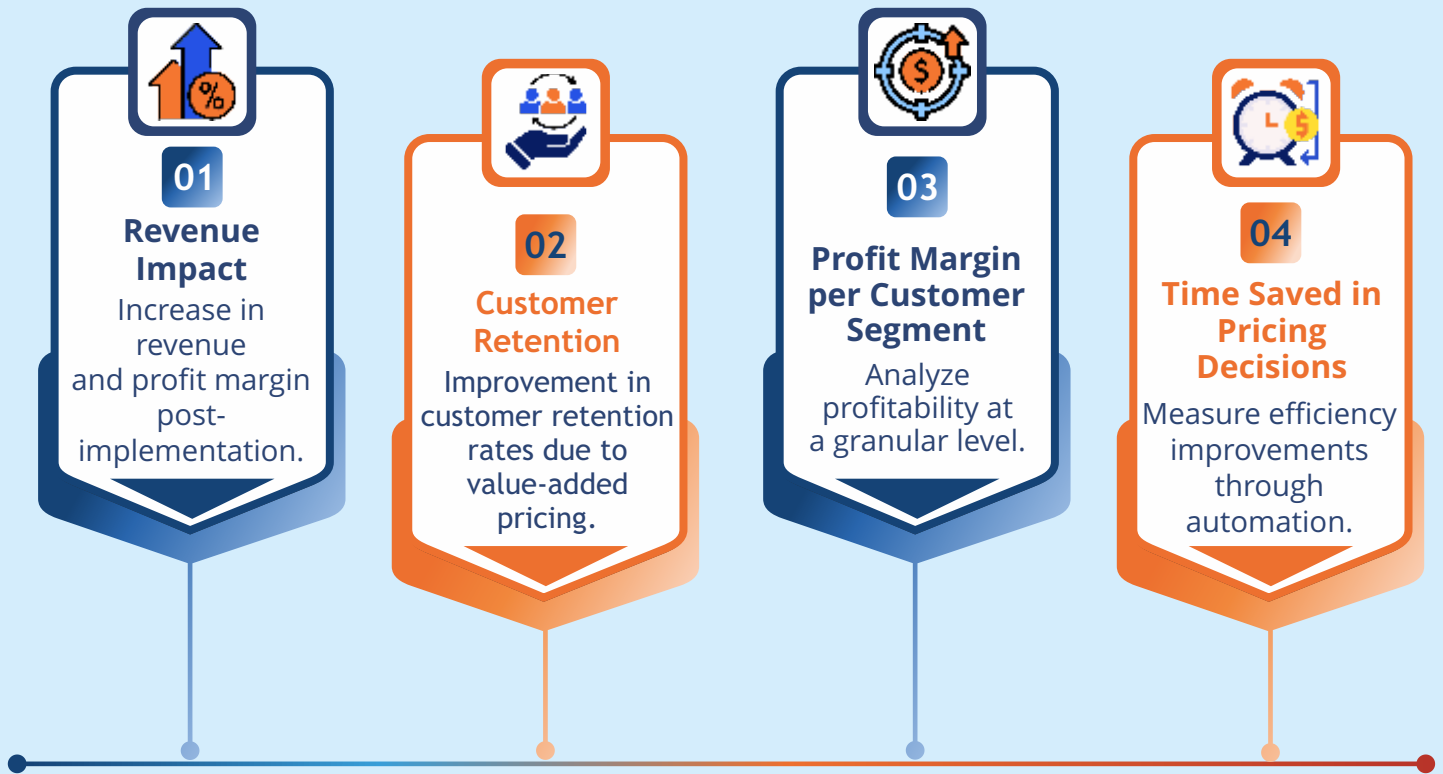 %
01
Revenue
Impact
Increase in
revenue
and profit margin
post-
implementation.
02
Customer
Retention
Improvement in
customer retention
rates due to
value-added
pricing.
$
03
Profit Margin
per Customer
Segment
Analyze
profitability at
a granular level.
$
04
Time Saved in
Pricing
Decisions
Measure efficiency
improvements
through
automation.